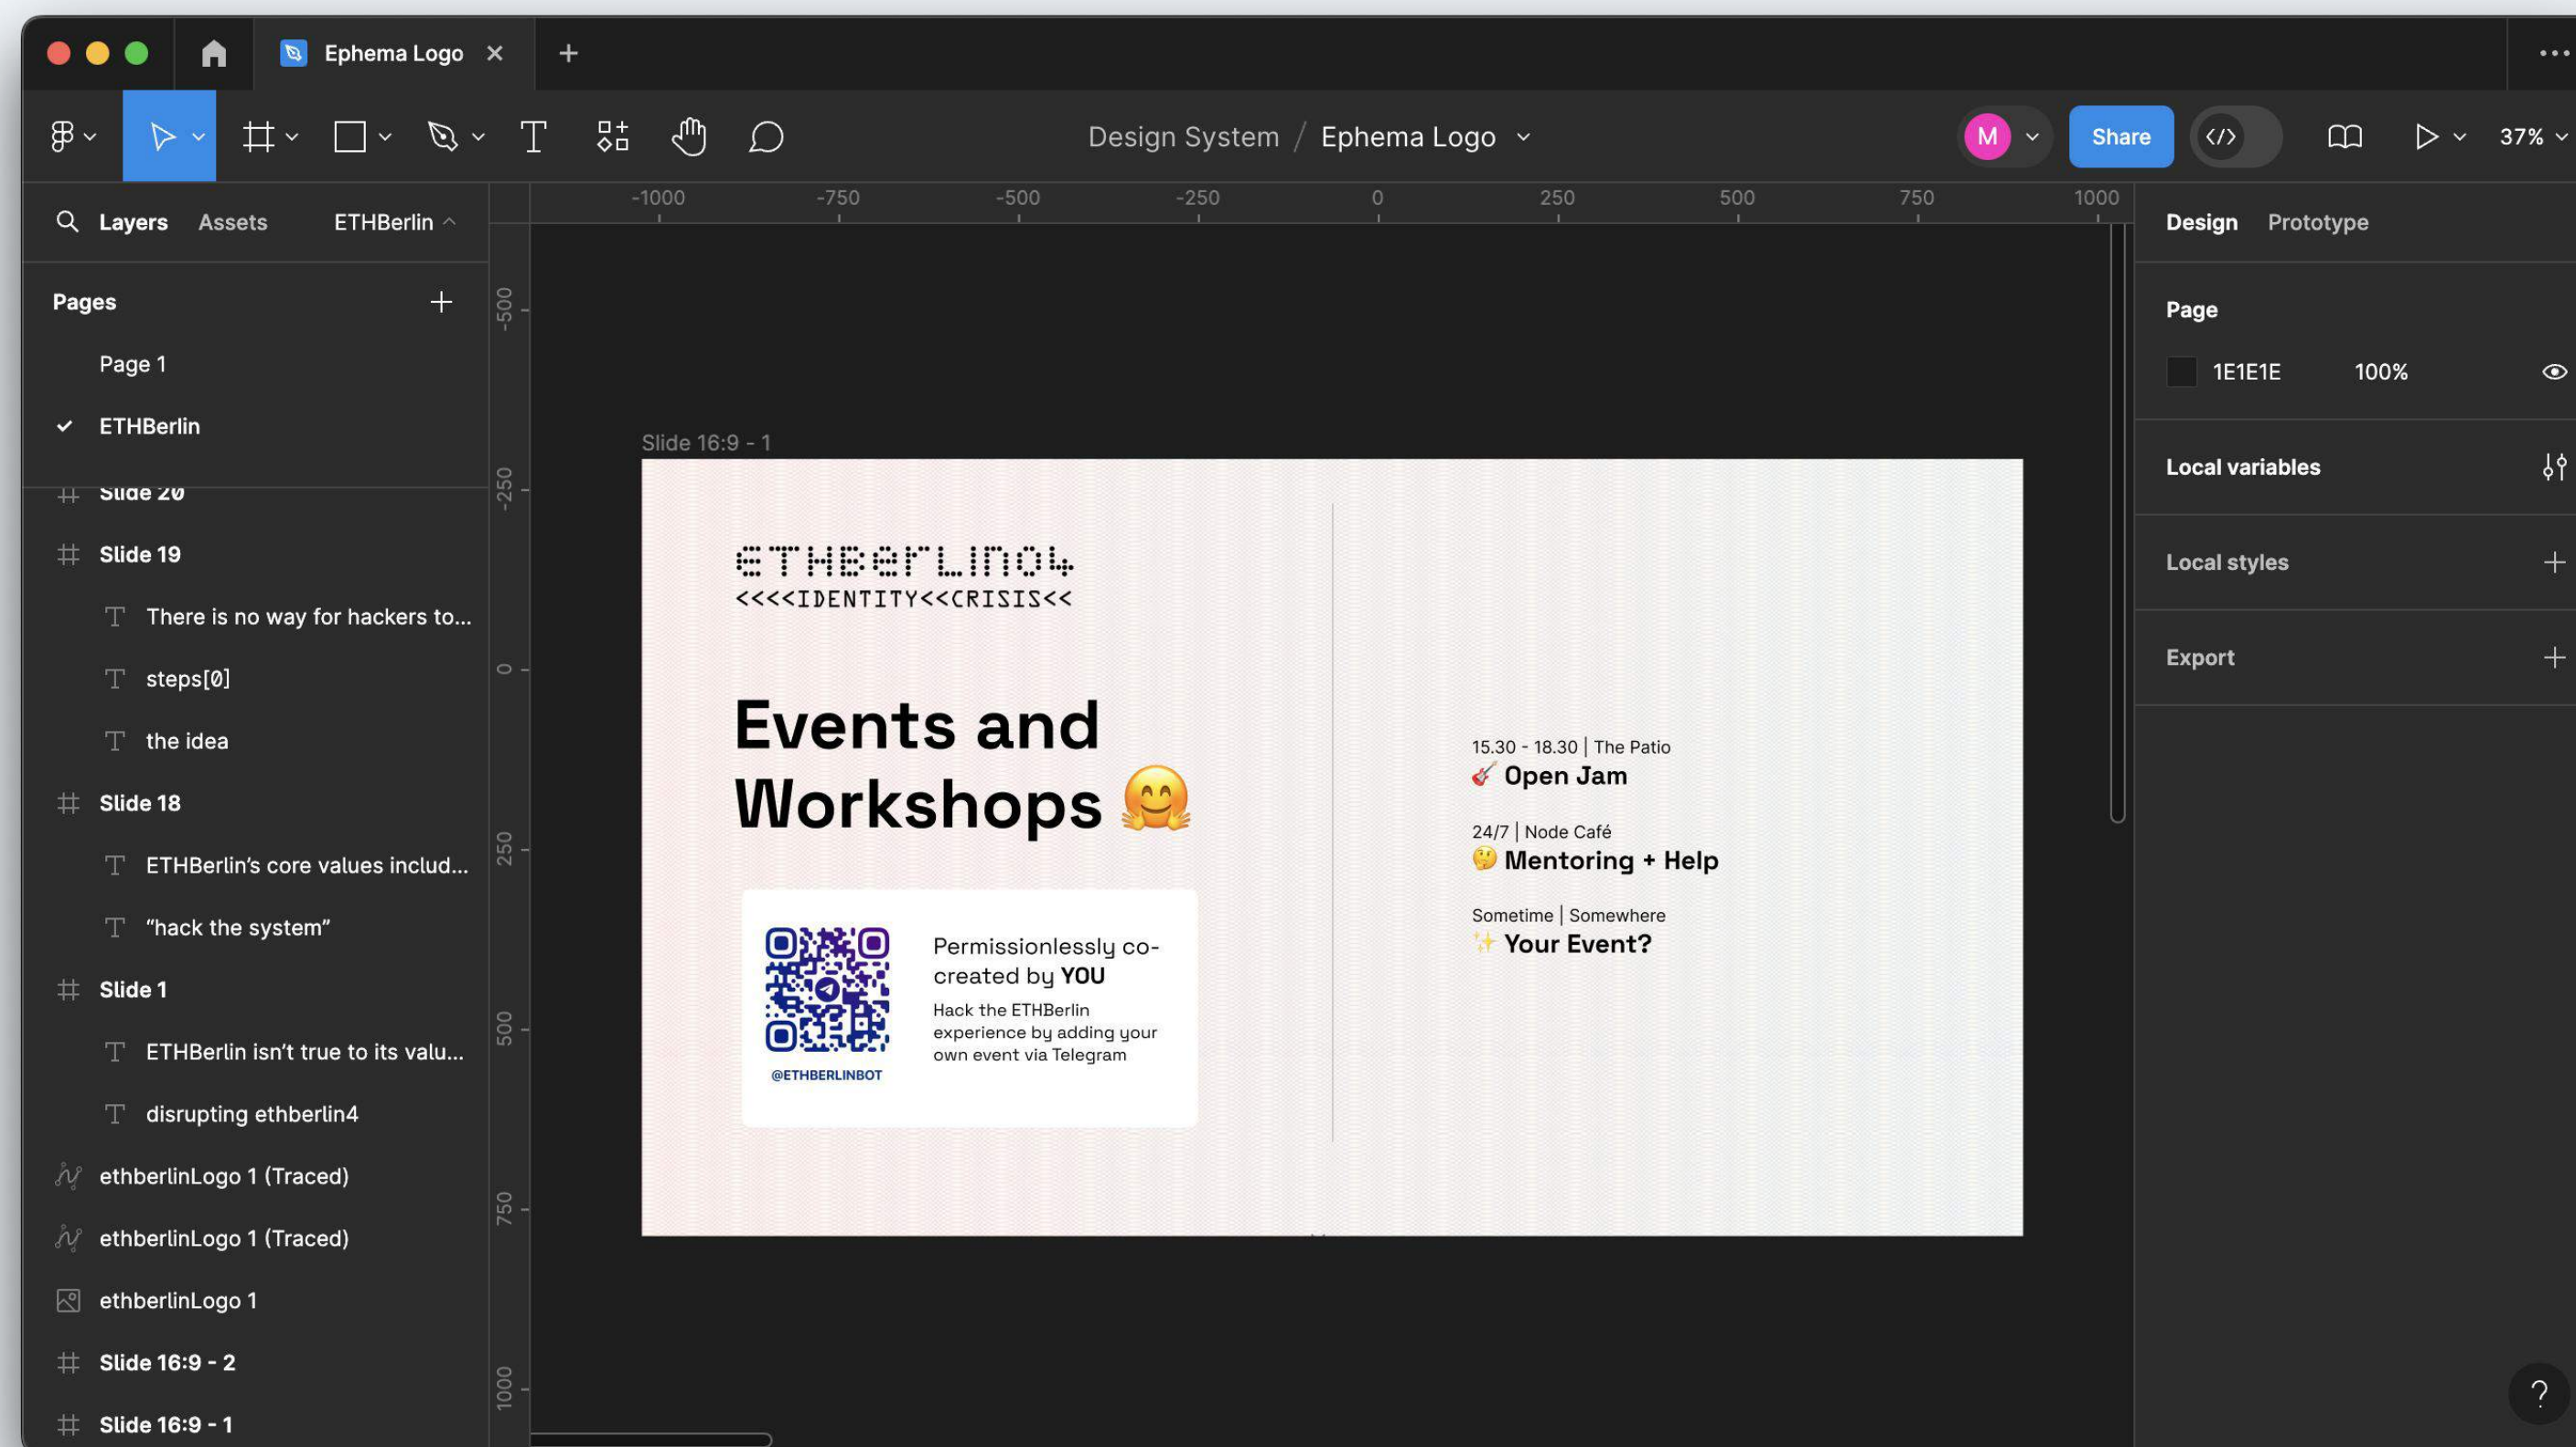 Ephema Logo
Design System / Ephema Logo
M
Share
37%
Layers Assets ETHBerlin
Pages
Page 1
ETHBerlin
Slide 20
Slide 19
There is no way for hackers to...
steps[0]
the idea
Slide 18
ETHBerlin’s core values includ...
“hack the system”
Slide 1
ETHBerlin isn’t true to its valu...
disrupting ethberlin4
ethberlinLogo 1 (Traced)
ethberlinLogo 1 (Traced)
ethberlinLogo 1
Slide 16:9 - 2
Slide 16:9 - 1
-1000 -750 -500 -250 0 250 500 750 1000
-500
-250
0
250
500
750
1000
Slide 16:9 - 1
ETHBerLIn04
<<<<IDENTITY<<CRISIS<<
Events and
Workshops 🤗
@ETHBERLINBOT
Permissionlessly co-
created by YOU
Hack the ETHBerlin
experience by adding your
own event via Telegram
15.30 - 18.30 | The Patio
🎸 Open Jam
24/7 | Node Café
🤔 Mentoring + Help
Sometime | Somewhere
✨ Your Event?
Design Prototype
Page
1E1E1E 100%
Local variables
Local styles
Export
?